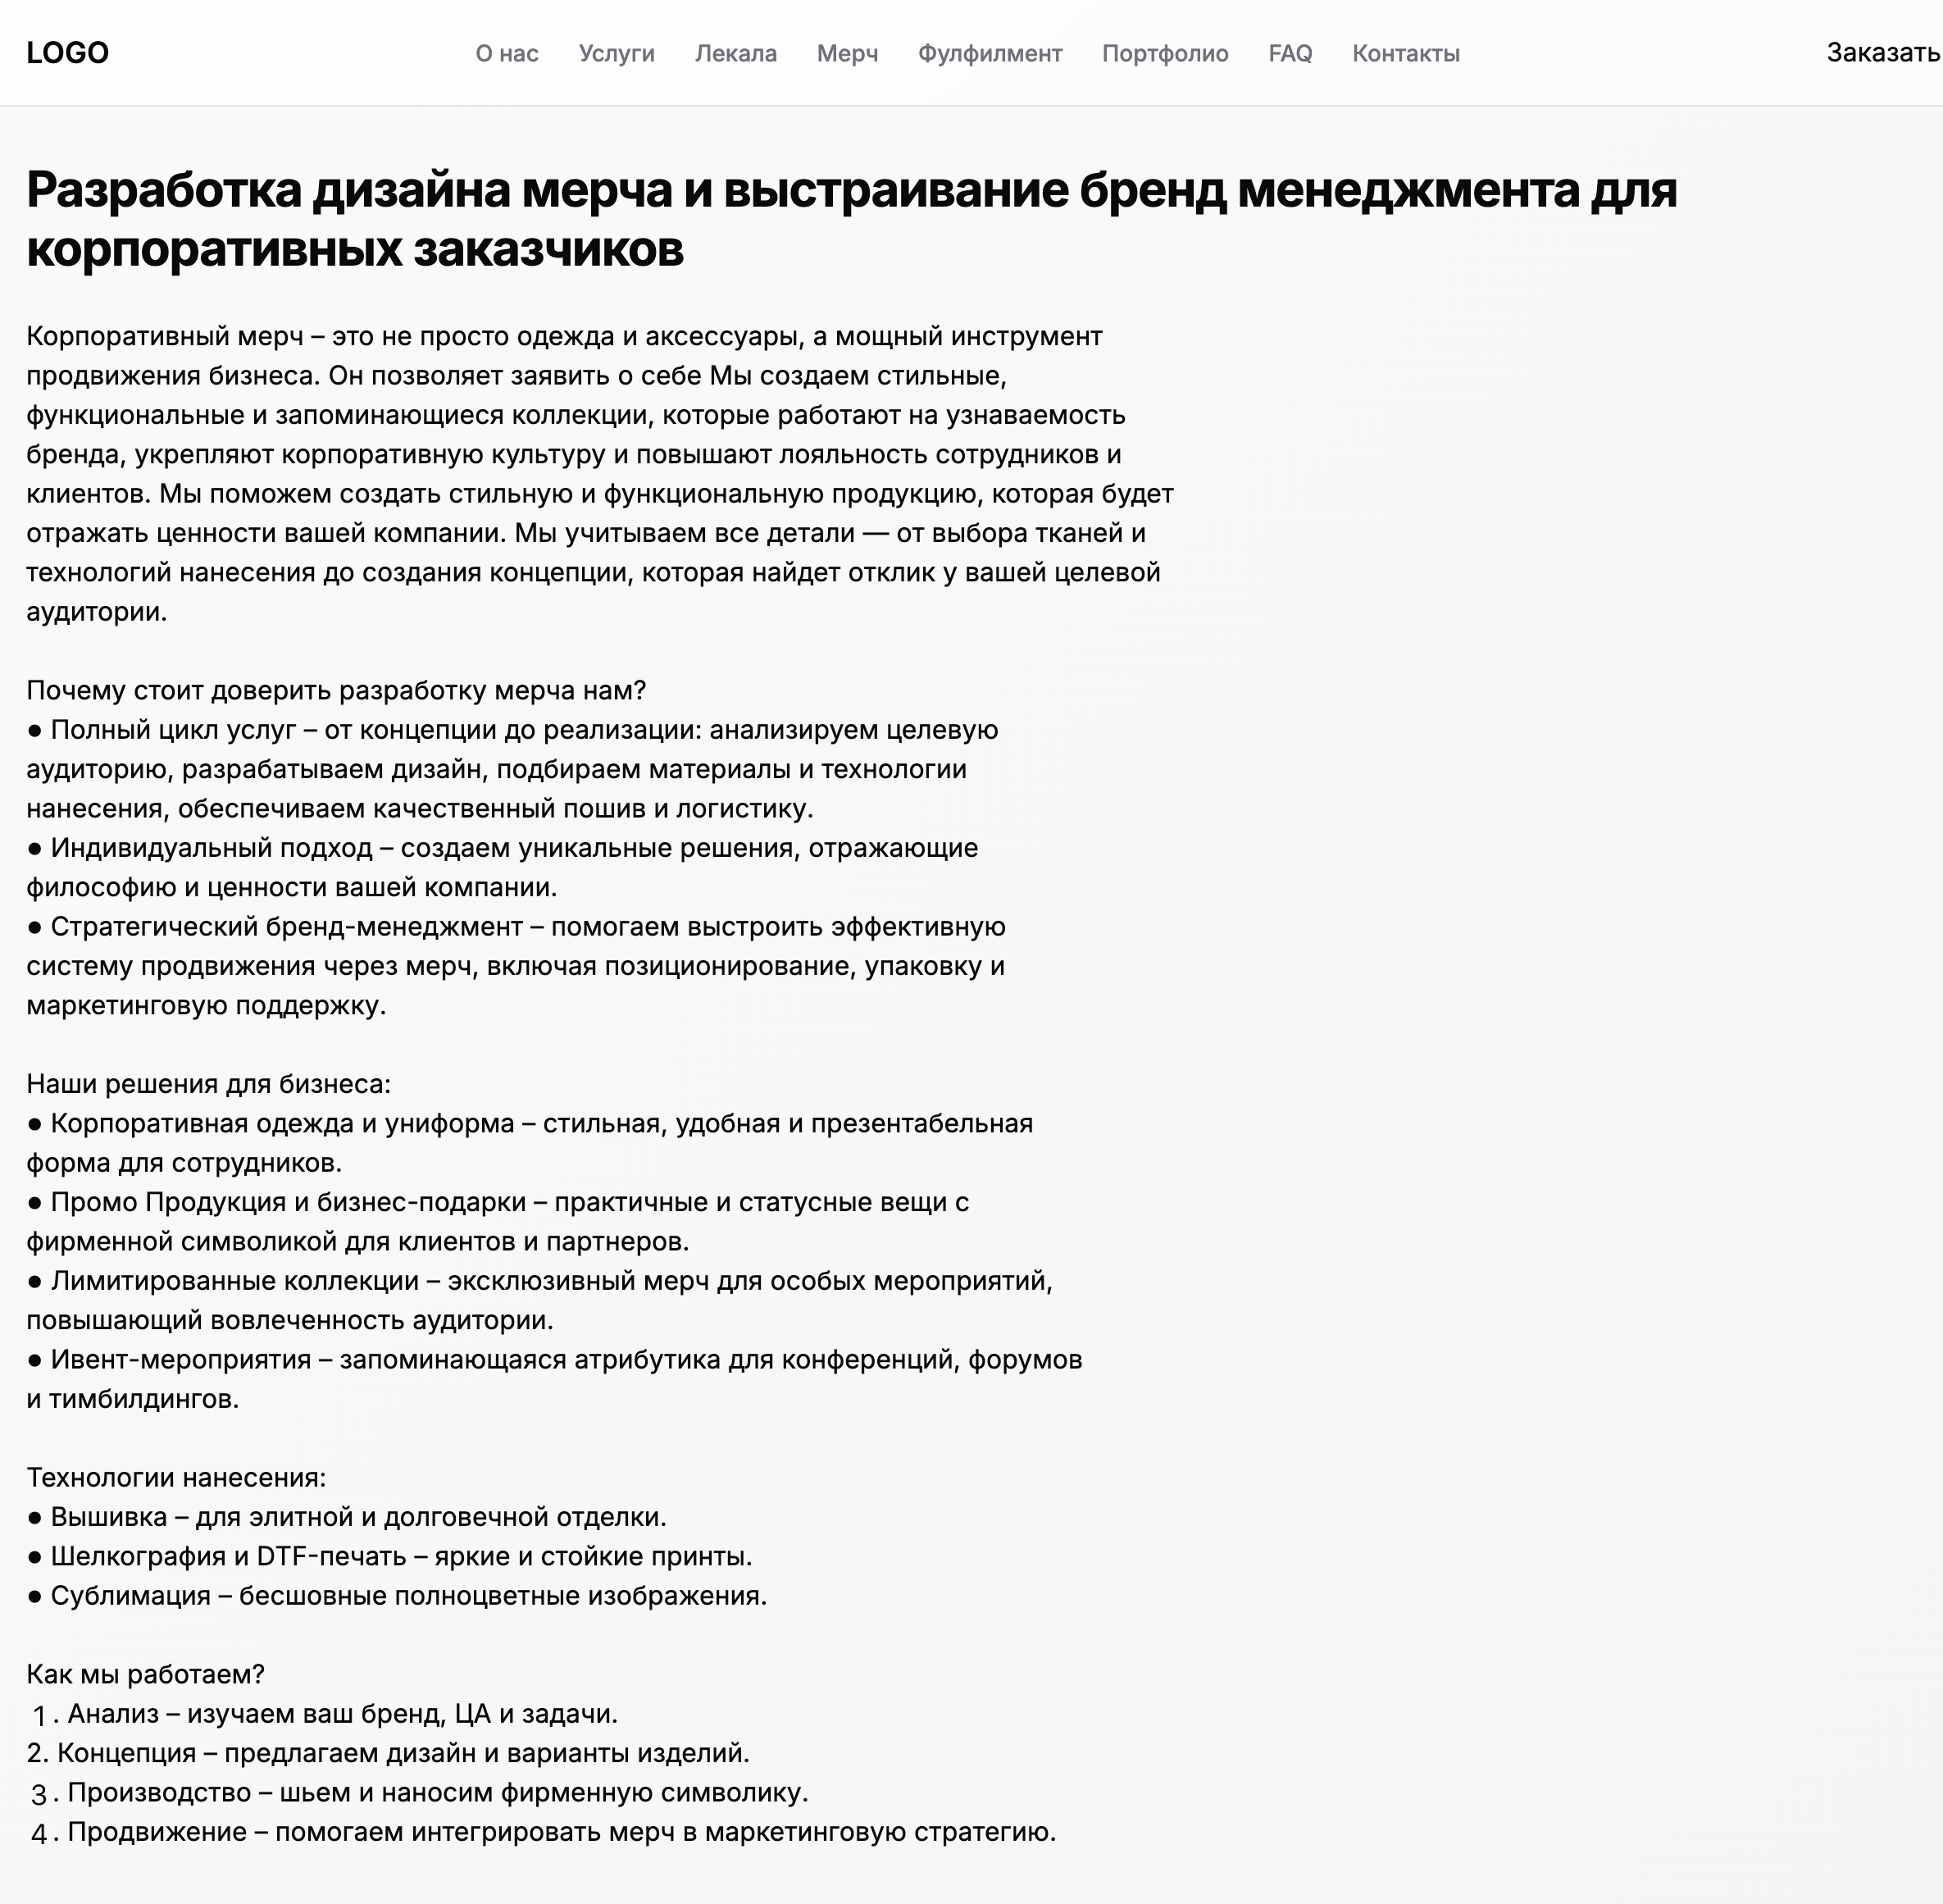 LOGO
О нас Услуги Лекала Мерч Фулфилмент Портфолио FAQ Контакты
Заказать
Разработка дизайна мерча и выстраивание бренд менеджмента для
корпоративных заказчиков
Корпоративный мерч – это не просто одежда и аксессуары, а мощный инструмент
продвижения бизнеса. Он позволяет заявить о себе Мы создаем стильные,
функциональные и запоминающиеся коллекции, которые работают на узнаваемость
бренда, укрепляют корпоративную культуру и повышают лояльность сотрудников и
клиентов. Мы поможем создать стильную и функциональную продукцию, которая будет
отражать ценности вашей компании. Мы учитываем все детали — от выбора тканей и
технологий нанесения до создания концепции, которая найдет отклик у вашей целевой
аудитории.
Почему стоит доверить разработку мерча нам?
● Полный цикл услуг – от концепции до реализации: анализируем целевую
аудиторию, разрабатываем дизайн, подбираем материалы и технологии
нанесения, обеспечиваем качественный пошив и логистику.
● Индивидуальный подход – создаем уникальные решения, отражающие
философию и ценности вашей компании.
● Стратегический бренд-менеджмент – помогаем выстроить эффективную
систему продвижения через мерч, включая позиционирование, упаковку и
маркетинговую поддержку.
Наши решения для бизнеса:
● Корпоративная одежда и униформа – стильная, удобная и презентабельная
форма для сотрудников.
● Промо Продукция и бизнес-подарки – практичные и статусные вещи с
фирменной символикой для клиентов и партнеров.
● Лимитированные коллекции – эксклюзивный мерч для особых мероприятий,
повышающий вовлеченность аудитории.
● Ивент-мероприятия – запоминающаяся атрибутика для конференций, форумов
и тимбилдингов.
Технологии нанесения:
● Вышивка – для элитной и долговечной отделки.
● Шелкография и DTF-печать – яркие и стойкие принты.
● Сублимация – бесшовные полноцветные изображения.
Как мы работаем?
1. Анализ – изучаем ваш бренд, ЦА и задачи.
2. Концепция – предлагаем дизайн и варианты изделий.
3. Производство – шьем и наносим фирменную символику.
4. Продвижение – помогаем интегрировать мерч в маркетинговую стратегию.